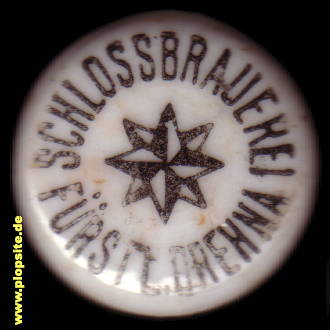 SCHLOSSBRAUEREI
FÜRSTL. DREHNA
www.plopsite.de